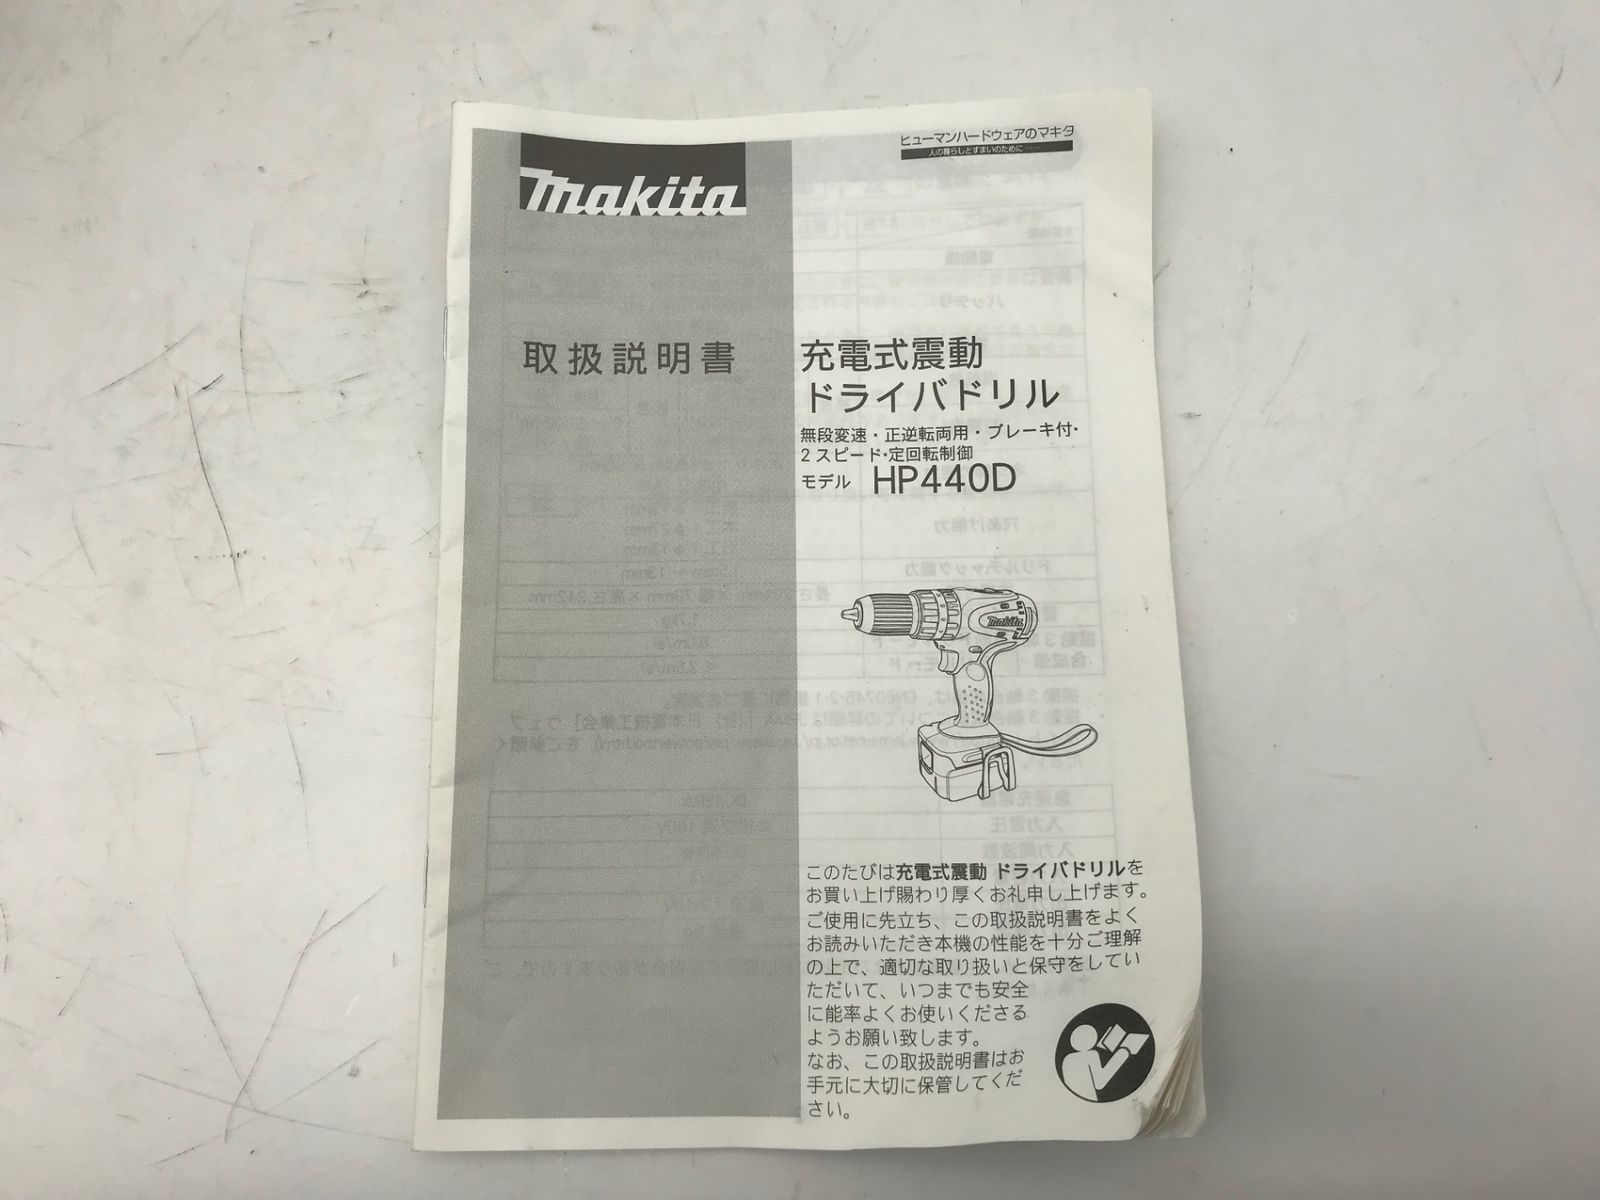 makita
ヒューマンハードウェアのマキタ
人の暮らしとすまいのために……
取扱説明書
充電式震動
ドライバドリル
無段変速・正逆転両用・ブレーキ付・
2スピード・定回転制御
モデル HP440D
makita
このたびは充電式震動 ドライバドリルを
お買い上げ賜わり厚くお礼申し上げます。
ご使用に先立ち、この取扱説明書をよく
お読みいただき本機の性能を十分ご理解
の上で、適切な取り扱いと保守をしてい
ただいて、いつまでも安全
に能率よくお使いくださる
ようお願い致します。
なお、この取扱説明書はお
手元に大切に保管してくだ
さい。